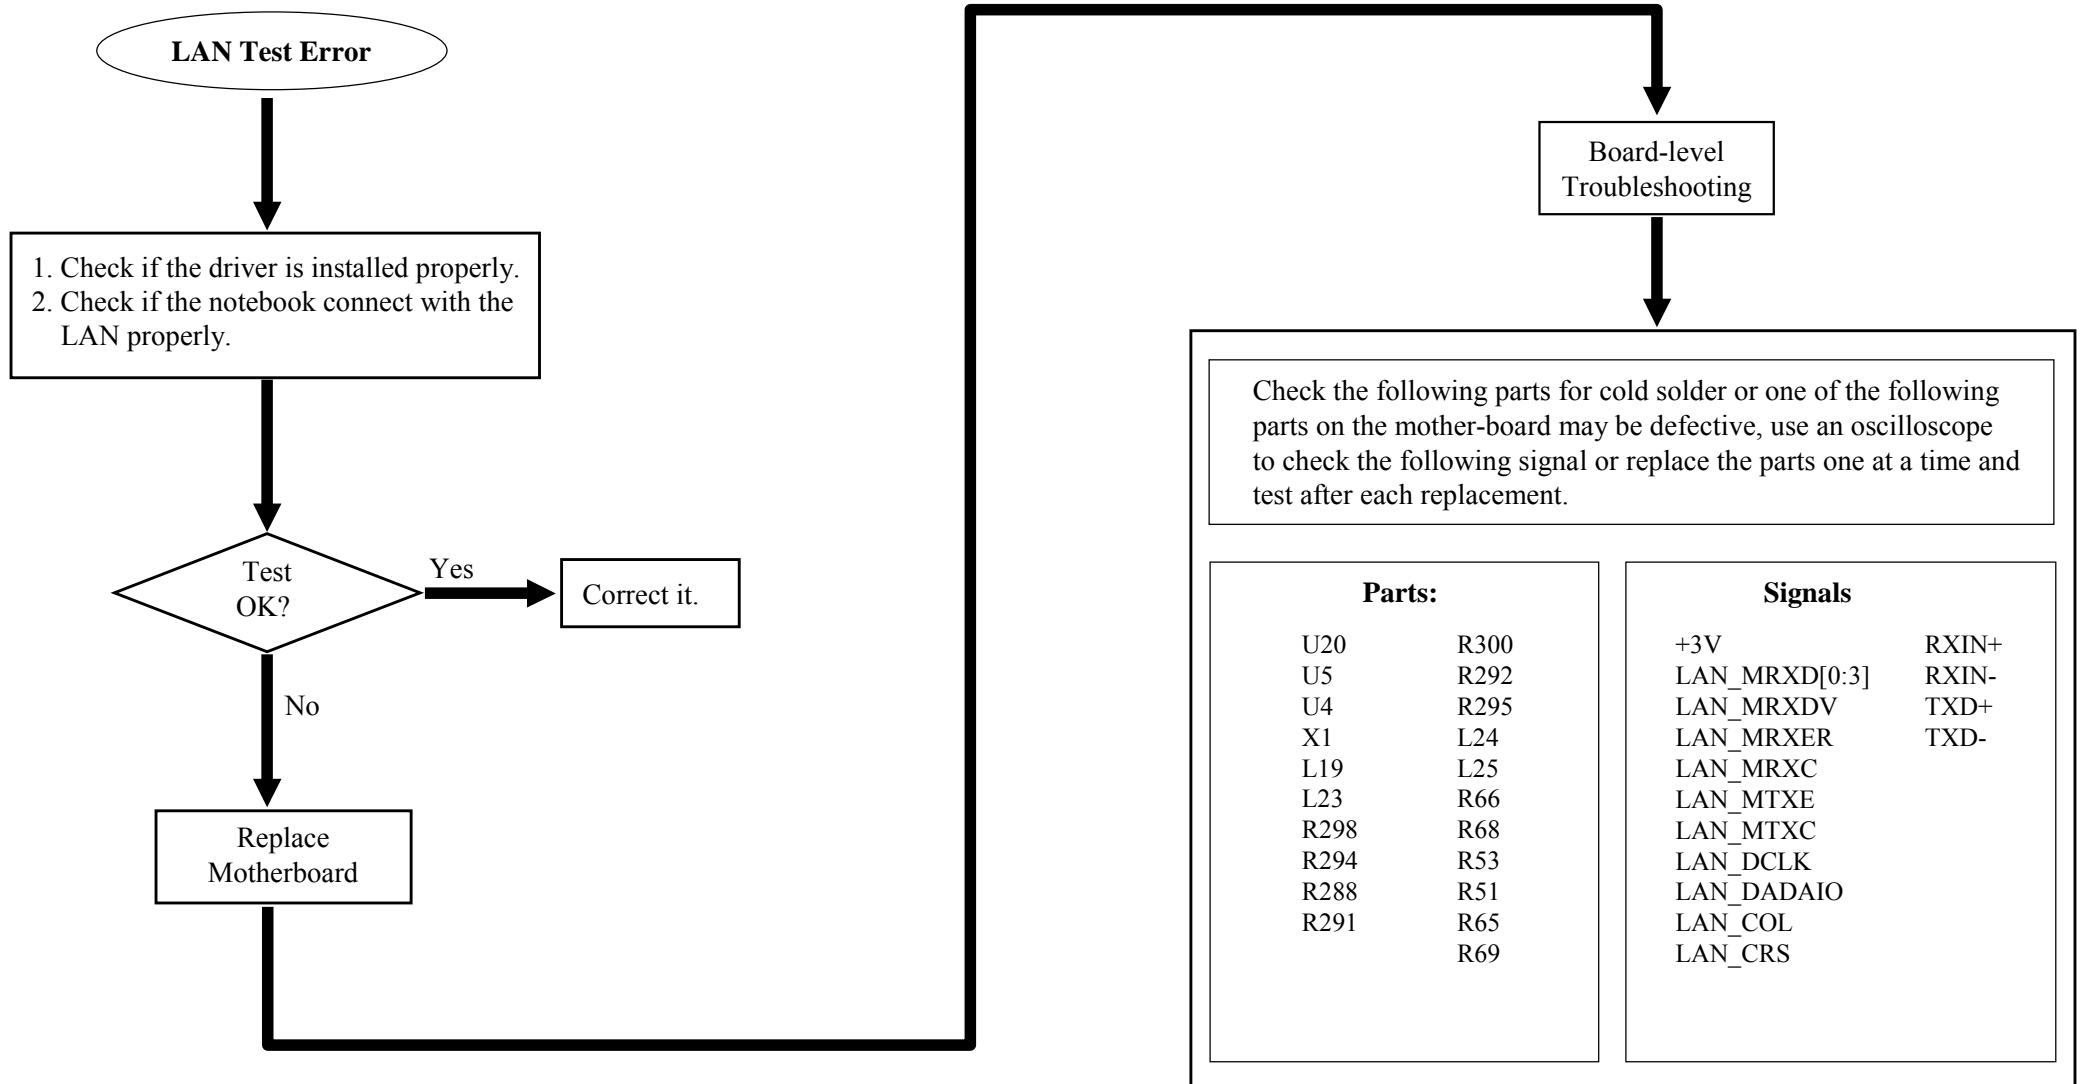 LAN Test Error
1. Check if the driver is installed properly.
2. Check if the notebook connect with the
LAN properly.
Test
OK?
Yes
Correct it.
No
Replace
Motherboard
Board-level
Troubleshooting
Check the following parts for cold solder or one of the following
parts on the mother-board may be defective, use an oscilloscope
to check the following signal or replace the parts one at a time and
test after each replacement.
Parts:
U20
U5
U4
X1
L19
L23
R298
R294
R288
R291
R300
R292
R295
L24
L25
R66
R68
R53
R51
R65
R69
Signals
+3V
LAN_MRXD[0:3]
LAN_MRXDV
LAN_MRXER
LAN_MRXC
LAN_MTXE
LAN_MTXC
LAN_DCLK
LAN_DADAIO
LAN_COL
LAN_CRS
RXIN+
RXIN-
TXD+
TXD-